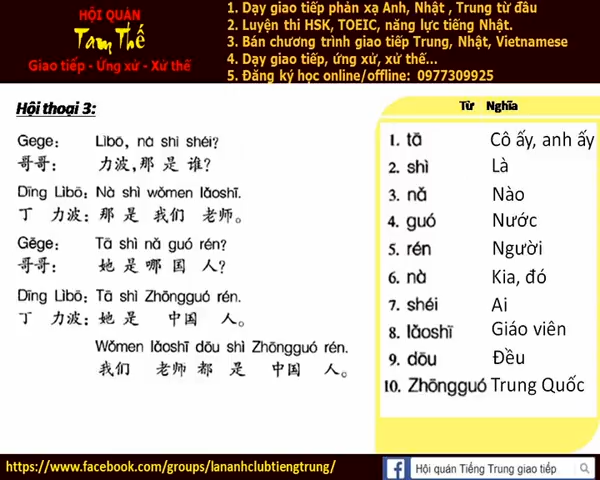 HỘI QUÁN
Tam Thế
Giao tiếp - Ứng xử - Xử thế
1. Dạy giao tiếp phản xạ Anh, Nhật , Trung từ đầu
2. Luyện thi HSK, TOEIC, năng lực tiếng Nhật.
3. Bán chương trình giao tiếp Trung, Nhật, Vietnamese
4. Dạy giao tiếp, ứng xử, xử thế...
5. Đăng ký học online/offline: 0977309925
Hội thoại 3:
Gege: Lìbō, nà shì shéi?
哥哥: 力波,那 是 谁?
Dīng Lìbō: Nà shì wǒmen lǎoshī.
丁 力波: 那 是 我们 老师。
Gēge: Tā shì nǎ guó rén?
哥哥: 她 是 哪 国 人?
Dīng Lìbō: Tā shì Zhōngguó rén.
丁 力波: 她 是 中国 人。
Wǒmen lǎoshī dōu shì Zhōngguó rén.
我们 老师 都 是 中国 人。
Từ Nghĩa
1. tā Cô ấy, anh ấy
2. shì Là
3. nǎ Nào
4. guó Nước
5. rén Người
6. nà Kia, đó
7. shéi Ai
8. lǎoshī Giáo viên
9. dōu Đều
10. Zhōngguó Trung Quốc
https://www.facebook.com/groups/lananhclubtiengtrung/
f Hội quán Tiếng Trung giao tiếp